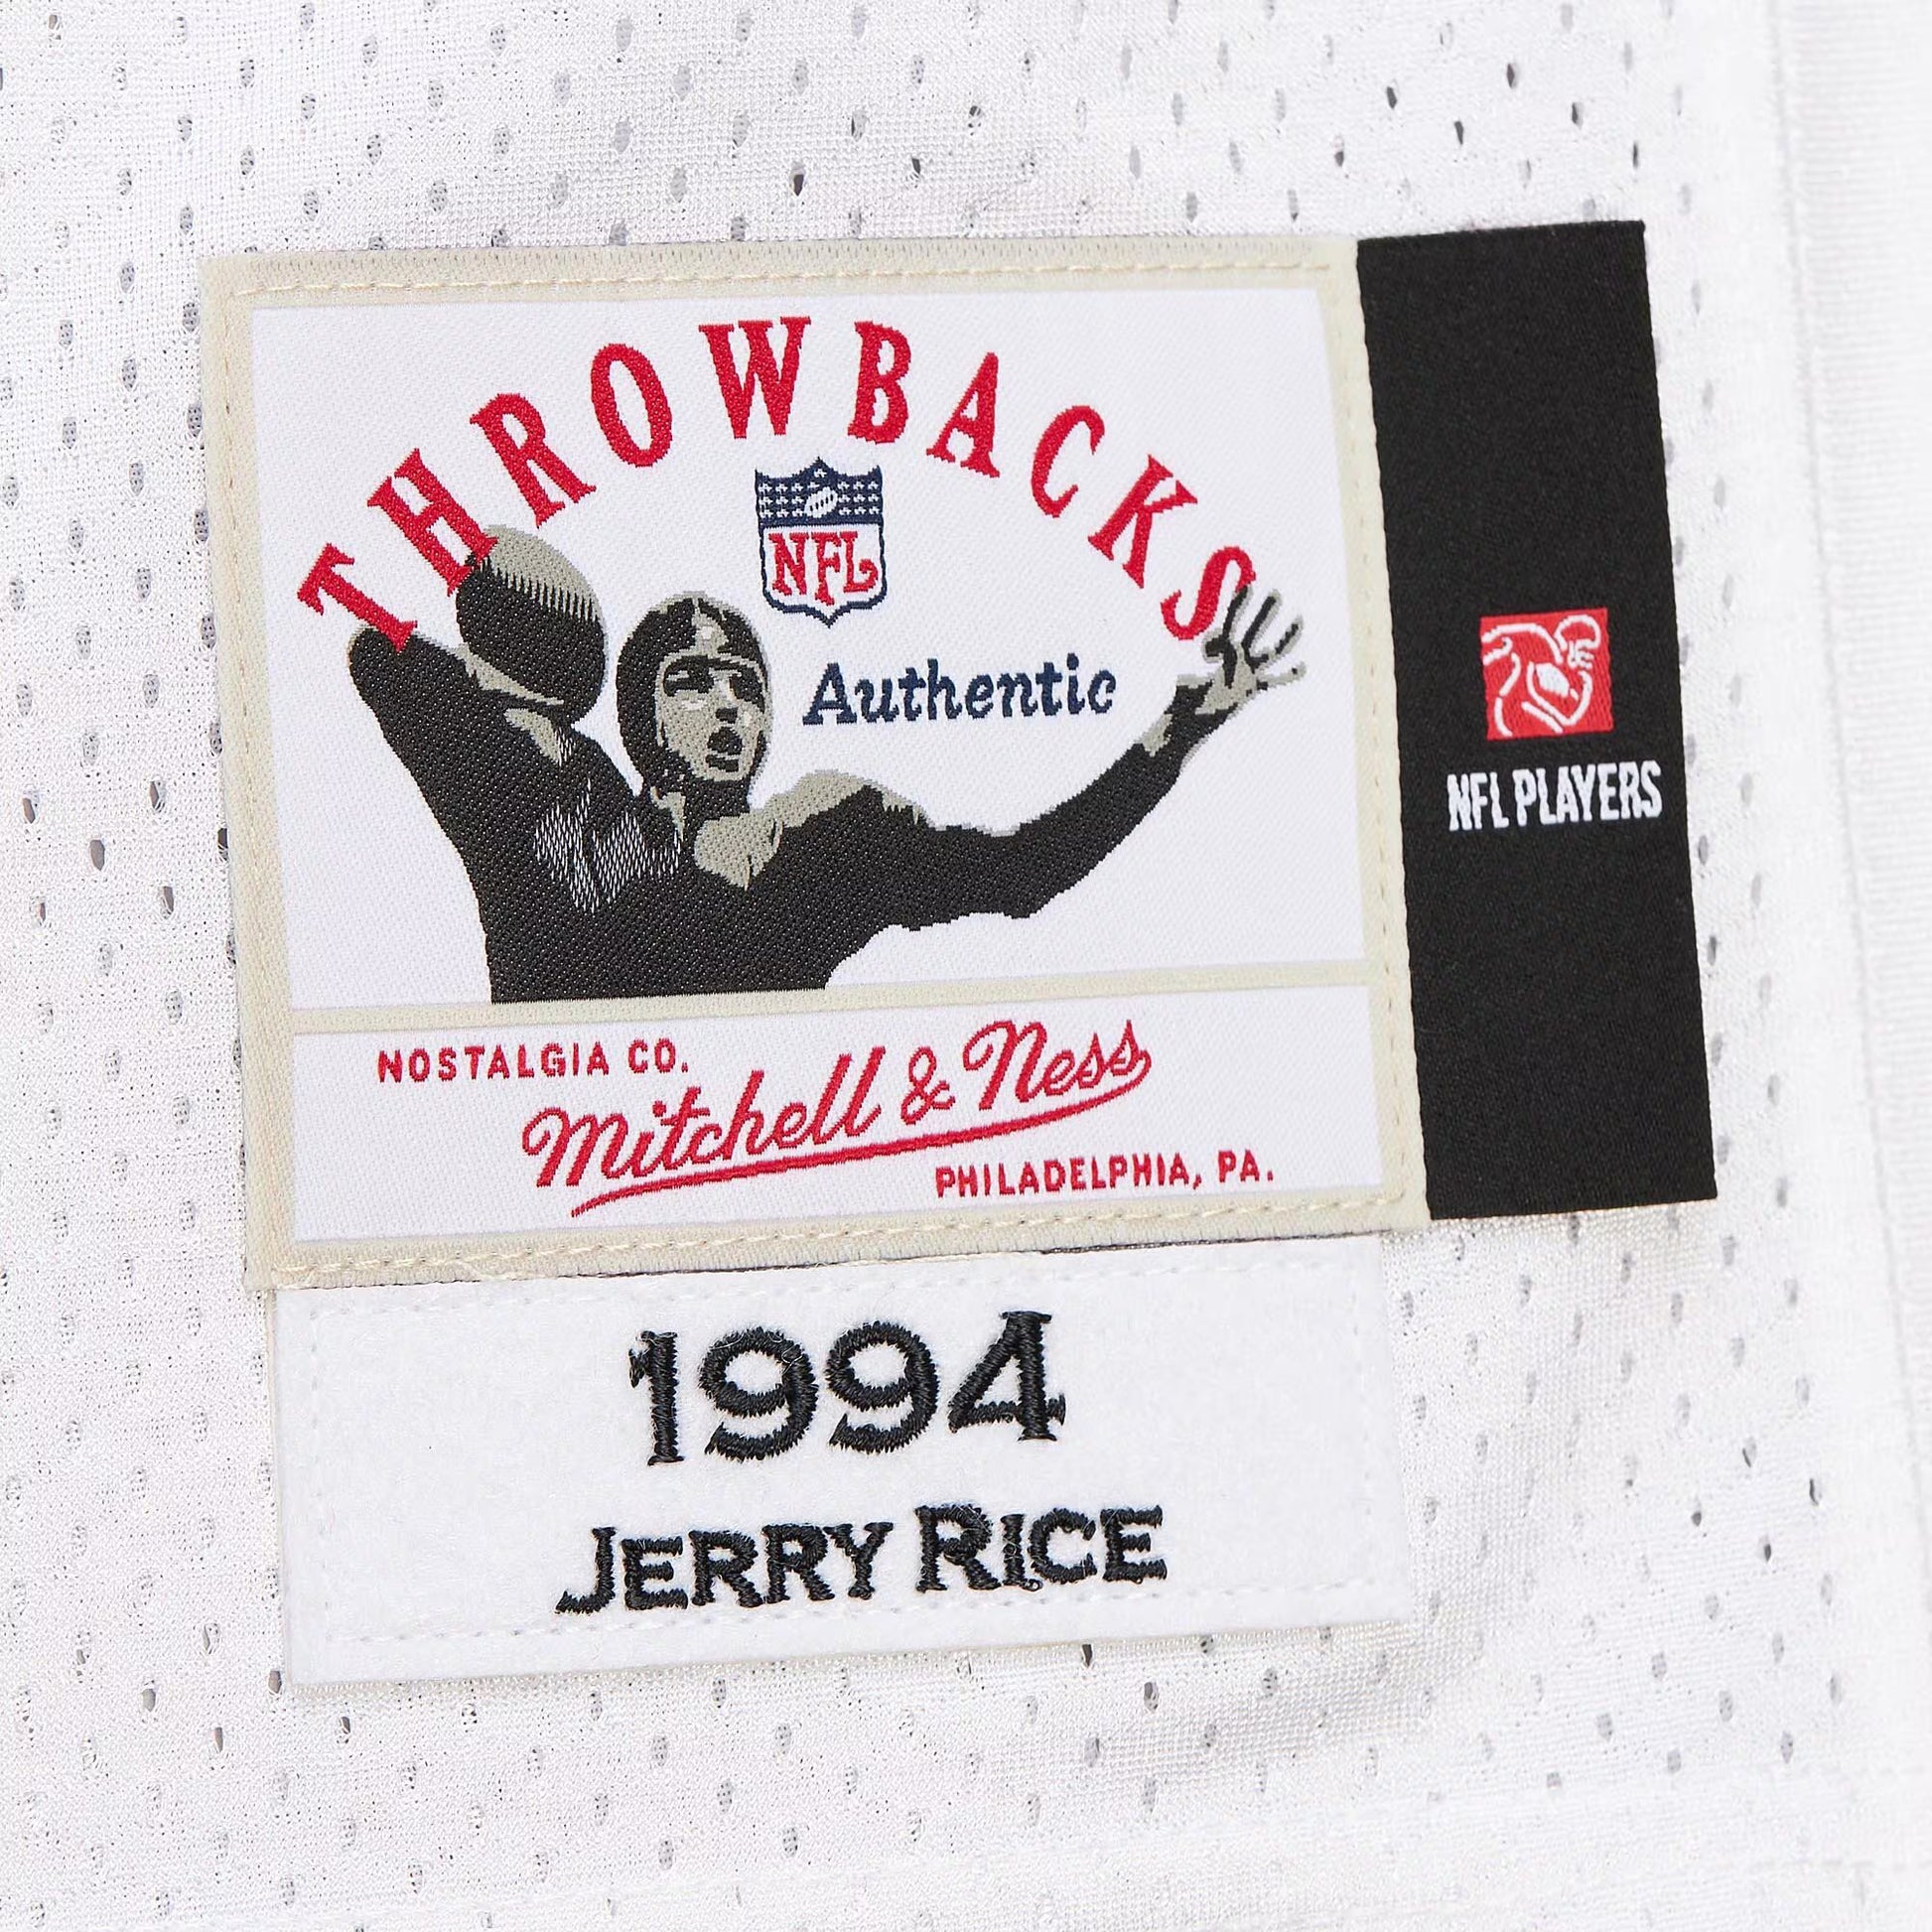 THROWBACKS
NFL
Authentic
NFL PLAYERS
NOSTALGIA CO.
Mitchell & Ness
PHILADELPHIA, PA.
1994
JERRY RICE